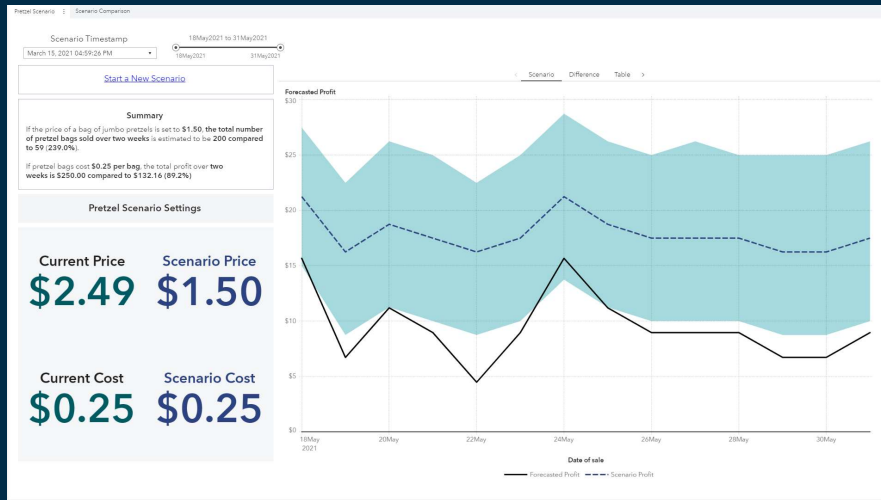 Pretzel Scenario : Scenario Comparison
Scenario Timestamp
March 15, 2021 04:59:26 PM
18May2021 to 31May2021
18May2021 31May2021
Start a New Scenario
Summary
If the price of a bag of jumbo pretzels is set to $1.50, the total number
of pretzel bags sold over two weeks is estimated to be 200 compared
to 59 (239.0%).
If pretzel bags cost $0.25 per bag, the total profit over two
weeks is $250.00 compared to $132.16 (89.2%)
Pretzel Scenario Settings
Current Price Scenario Price
$2.49 $1.50
Current Cost Scenario Cost
$0.25 $0.25
Scenario Difference Table
Forecasted Profit
$30
$25
$20
$15
$10
$5
$0
18May 20May 22May 24May 26May 28May 30May
2021
Date of sale
Forecasted Profit Scenario Profit